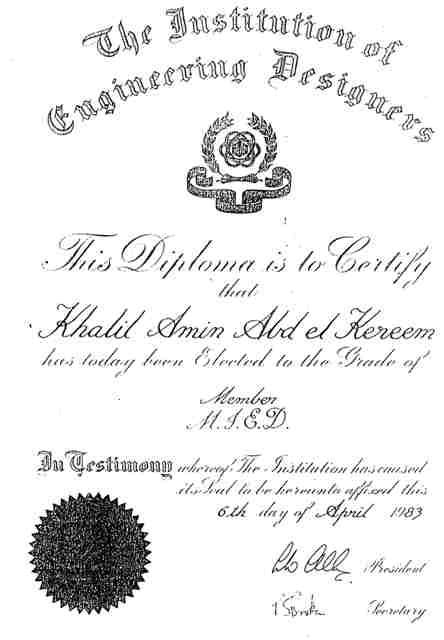 The Institution of
Engineering Designers
This Diploma is to Certify
that
Khalil Amin Abd el Kereem
has today been Elected to the Grade of
Member
M.I.E.D.
In Testimony whereof The Institution has caused
its Seal to be hereunto affixed this
6th day of April 1983
President
Secretary